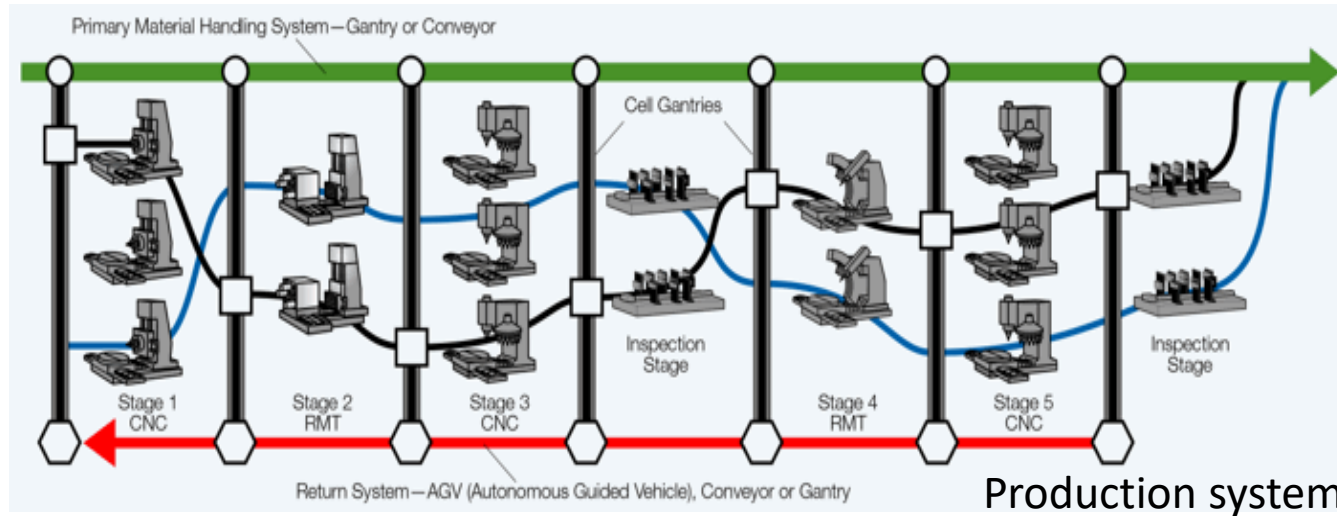 Primary Material Handling System—Gantry or Conveyor
Cell Gantries
Inspection
Stage
Inspection
Stage
Stage 1
CNC
Stage 2
RMT
Stage 3
CNC
Stage 4
RMT
Stage 5
CNC
Return System—AGV (Autonomous Guided Vehicle), Conveyor or Gantry
Production system